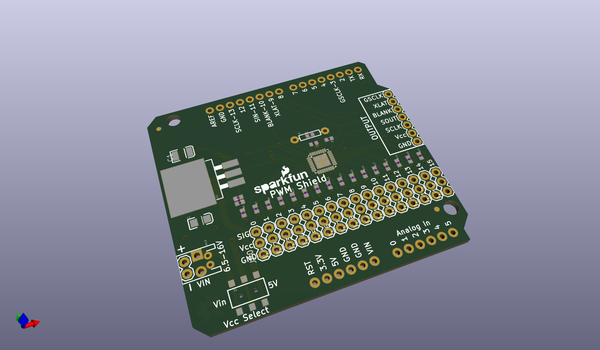 AREF
GND
SCLK-13
12
SIN-11
BLANK-10
XLAT-9
8
7
6
5
4
GSCLK-3
2
TX
RX
GSCLK
XLAT
BLANK
SOUT
SCLK
Vcc
GND
OUTPUT
sparkfun
PWM Shield
0
1
2
3
4
5
6
7
8
9
10
11
12
13
14
15
SIG
Vcc
GND
+
6.5-16V
- VIN
Vin
5V
Vcc Select
RST
3.3V
5V
GND
GND
VIN
Analog in
0
1
2
3
4
5